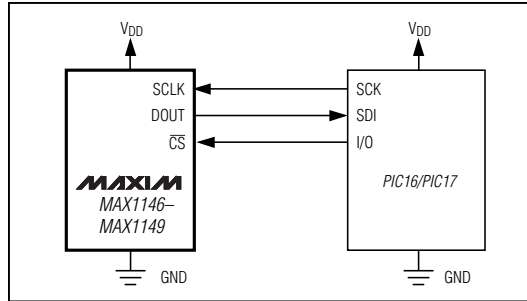 VDD VDD
SCLK SCK
DOUT SDI
CS I/O
MAXIM
MAX1146–
MAX1149
PIC16/PIC17
GND GND